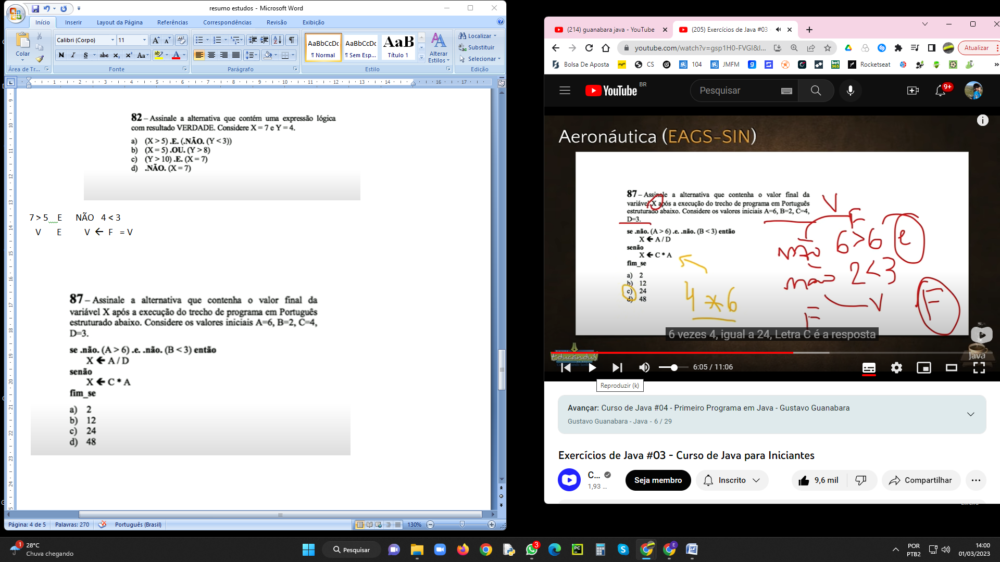 resumo estudos - Microsoft Word
Início
Inserir
Layout da Página
Referências
Correspondências
Revisão
Exibição
Colar
Área de Tr...
Calibri (Corpo)
11
Fonte
Parágrafo
AaBbCcDc
¶ Normal
AaBbCcDc
¶ Sem Esp...
AaB
Título 1
Alterar
Estilos
Estilo
Localizar
Substituir
Selecionar
Edição
82 – Assinale a alternativa que contém uma expressão lógica
com resultado VERDADE. Considere X = 7 e Y = 4.
a) (X > 5) .E. (.NÃO. (Y < 3))
b) (X = 5) .OU. (Y > 8)
c) (Y > 10) .E. (X = 7)
d) .NÃO. (X = 7)
7 > 5 E NÃO 4 < 3
V E V ← F = V
87 – Assinale a alternativa que contenha o valor final da
variável X após a execução do trecho de programa em Português
estruturado abaixo. Considere os valores iniciais A=6, B=2, C=4,
D=3.
se .não. (A > 6) .e. .não. (B < 3) então
X ← A / D
senão
X ← C * A
fim_se
a) 2
b) 12
c) 24
d) 48
Página: 4 de 5
Palavras: 270
Português (Brasil)
130%
(214) guanabara java - YouTube
(205) Exercícios de Java #03
youtube.com/watch?v=gsp1H0-FVGI&l...
Atualizar
Bolsa De Aposta
CS
104
JMFM
bet365
Rocketseat
YouTube
BR
Pesquisar
9+
Aeronáutica (EAGS-SIN)
87 – Assinale a alternativa que contenha o valor final da
variável X após a execução do trecho de programa em Português
estruturado abaixo. Considere os valores iniciais A=6, B=2, C=4,
D=3.
se .não. (A > 6) .e. .não. (B < 3) então
X ← A / D
senão
X ← C * A
fim_se
a) 2
b) 12
c) 24
d) 48
4 * 6
V
F
não 6 > 6 e
não 2 < 3
V
F
F
6 vezes 4, igual a 24, Letra C é a resposta
Educandus
Java
6:05 / 11:06
Reproduzir (k)
Avançar: Curso de Java #04 - Primeiro Programa em Java - Gustavo Guanabara
Gustavo Guanabara - Java - 6 / 29
Exercícios de Java #03 - Curso de Java para Iniciantes
C...
1,93 ...
Seja membro
Inscrito
9,6 mil
Compartilhar
1
28°C
Chuva chegando
Pesquisar
3
PC
E
POR
PTB2
14:00
01/03/2023